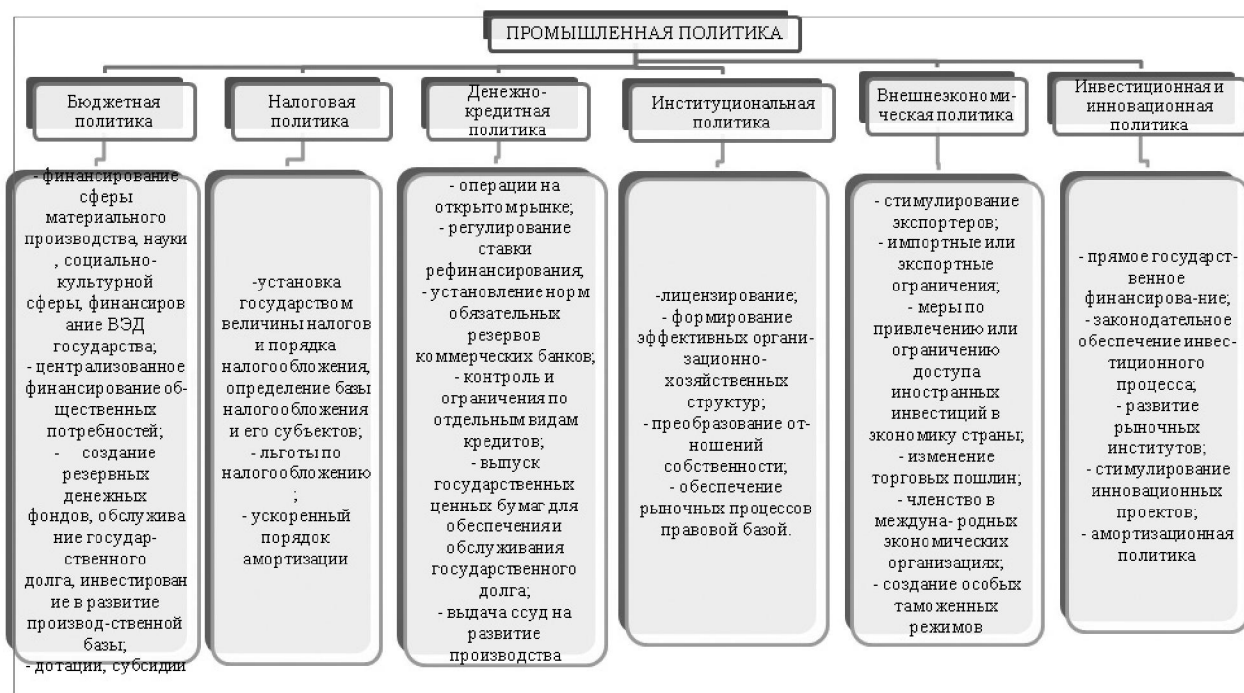 ПРОМЫШЛЕННАЯ ПОЛИТИКА
Бюджетная
политика
- финансирование
сферы
материального
производства, науки
, социально-
культурной
сферы, финансиров
ание ВЭД
государства;
- централизованное
финансирование об-
щественных
потребностей;
- создание
резервных
денежных
фондов, обслужива
ние государ-
ственного
долга, инвестирован
ие в развитие
производ-ственной
базы;
- дотации, субсидии
Налоговая
политика
-установка
государством
величины налогов
и порядка
налогообложения,
определение базы
налогообложения
и его субъектов;
- льготы по
налогообложению
;
- ускоренный
порядок
амортизации
Денежно-
кредитная
политика
- операции на
открытом рынке;
- регулирование
ставки
рефинансирования;
- установление норм
обязательных
резервов
коммерческих банков;
- контроль и
ограничения по
отдельным видам
кредитов;
- выпуск
государственных
ценных бумаг для
обеспечения и
обслуживания
государственного
долга;
- выдача ссуд на
развитие
производства
Институциональная
политика
-лицензирование;
- формирование
эффективных органи-
зационно-
хозяйственных
структур;
- преобразование от-
ношений
собственности;
- обеспечение
рыночных процессов
правовой базой.
Внешнеэкономи-
ческая политика
- стимулирование
экспортеров;
- импортные или
экспортные
ограничения;
- меры по
привлечению или
ограничению
доступа
иностранных
инвестиций в
экономику страны;
- изменение
торговых пошлин;
- членство в
междуна- родных
экономических
организациях;
- создание особых
таможенных
режимов
Инвестиционная и
инновационная
политика
- прямое государст-
венное
финансирова-ние;
- законодательное
обеспечение инвес-
тиционного
процесса;
- развитие
рыночных
институтов;
- стимулирование
инновационных
проектов;
- амортизационная
политика